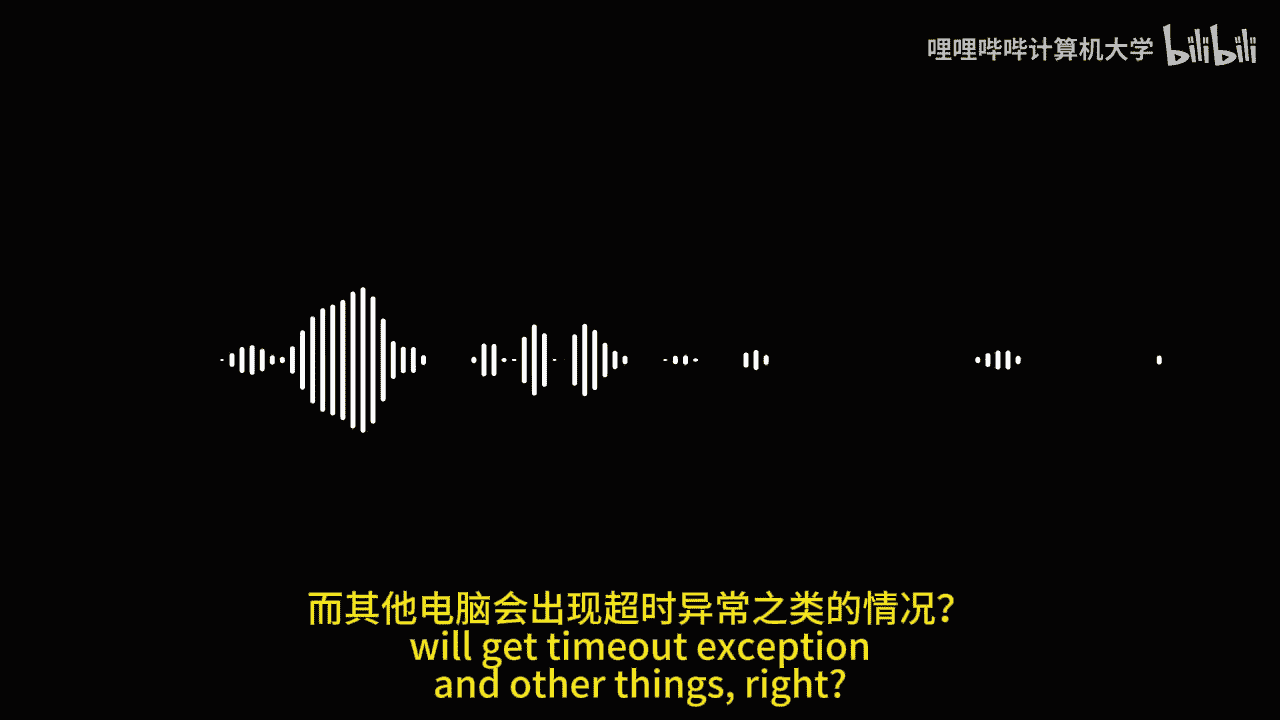 哩哩哔哔计算机大学 bilibili
而其他电脑会出现超时异常之类的情况？
will get timeout exception
and other things, right?